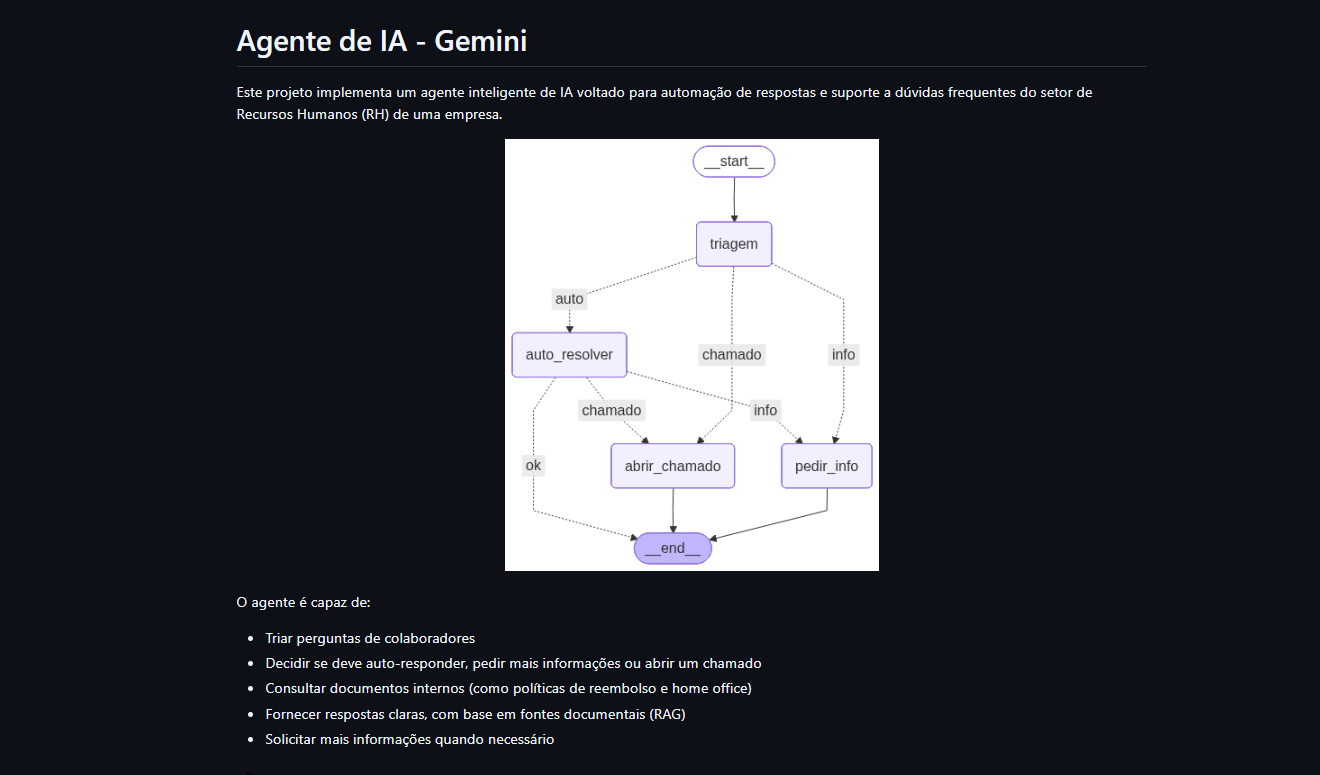 Agente de IA - Gemini
Este projeto implementa um agente inteligente de IA voltado para automação de respostas e suporte a dúvidas frequentes do setor de
Recursos Humanos (RH) de uma empresa.
__start__
triagem
auto
auto_resolver
chamado
info
chamado
info
ok
abrir_chamado
pedir_info
__end__
O agente é capaz de:
• Triar perguntas de colaboradores
• Decidir se deve auto-responder, pedir mais informações ou abrir um chamado
• Consultar documentos internos (como políticas de reembolso e home office)
• Fornecer respostas claras, com base em fontes documentais (RAG)
• Solicitar mais informações quando necessário